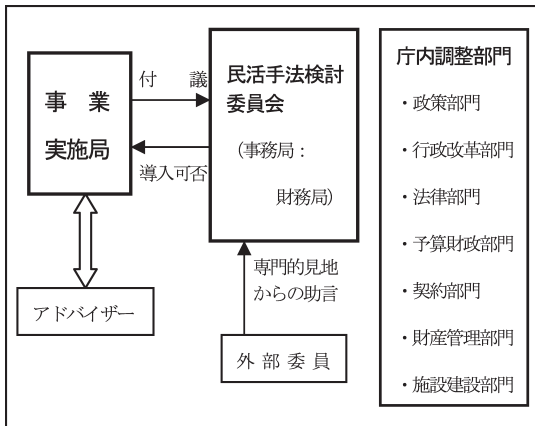 事業
実施局
付議
導入可否
民活手法検討
委員会
(事務局：
財務局)
専門的見地
からの助言
アドバイザー
外部委員
庁内調整部門
・政策部門
・行政改革部門
・法律部門
・予算財政部門
・契約部門
・財産管理部門
・施設建設部門